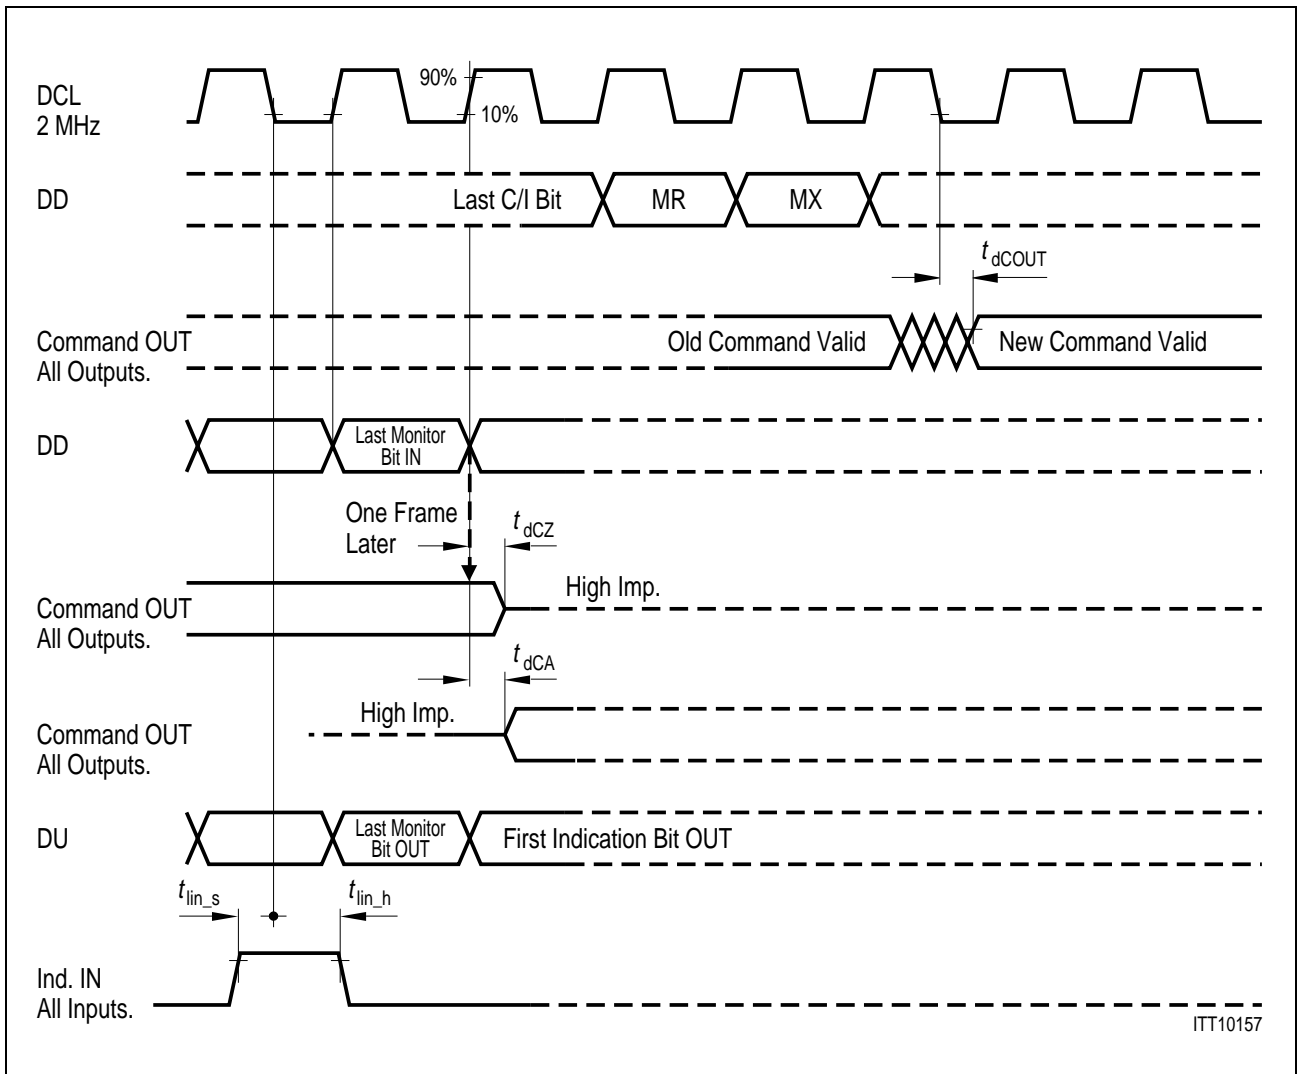 90%
DCL
2 MHz
10%
DD
Last C/I Bit
MR
MX
t dCOUT
Command OUT
All Outputs.
Old Command Valid
New Command Valid
DD
Last Monitor
Bit IN
One Frame
Later
t dCZ
High Imp.
Command OUT
All Outputs.
t dCA
High Imp.
Command OUT
All Outputs.
DU
Last Monitor
Bit OUT
First Indication Bit OUT
t Iin_s
t Iin_h
Ind. IN
All Inputs.
ITT10157